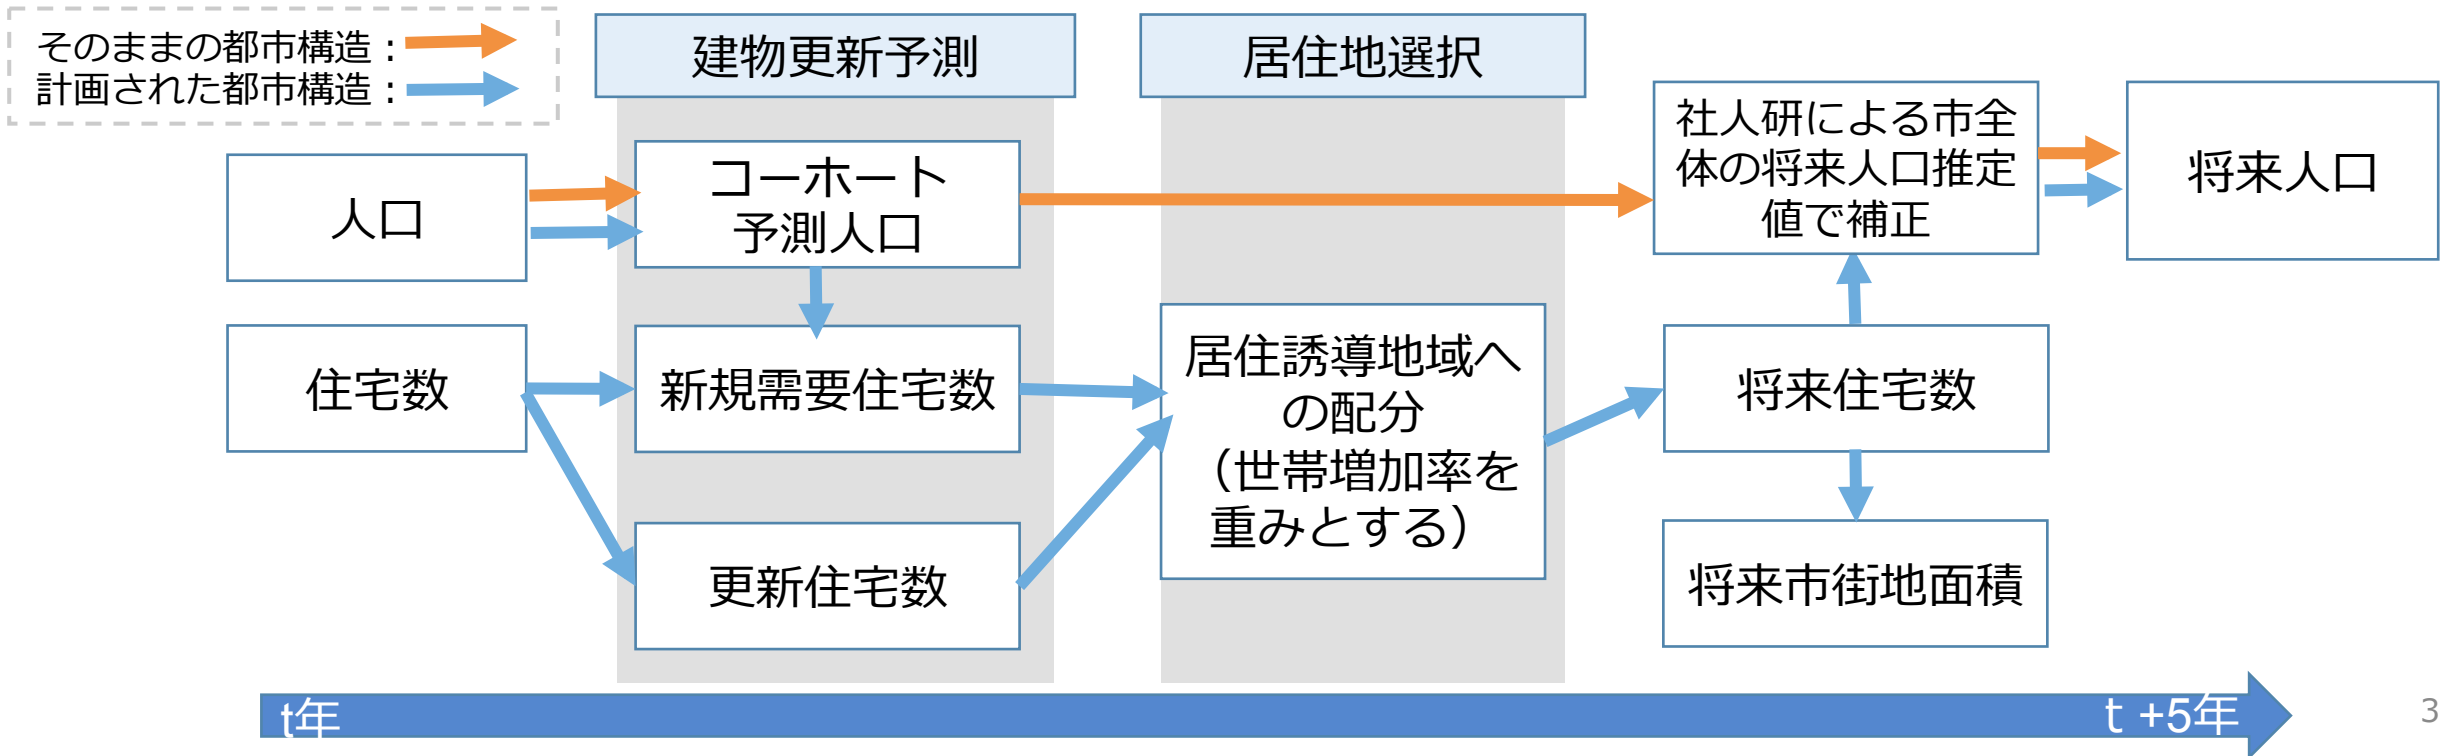 そのままの都市構造：
計画された都市構造：
建物更新予測
居住地選択
人口
コーホート
予測人口
社人研による市全
体の将来人口推定
値で補正
将来人口
住宅数
新規需要住宅数
居住誘導地域へ
の配分
（世帯増加率を
重みとする）
将来住宅数
更新住宅数
将来市街地面積
t年
ｔ+5年
3